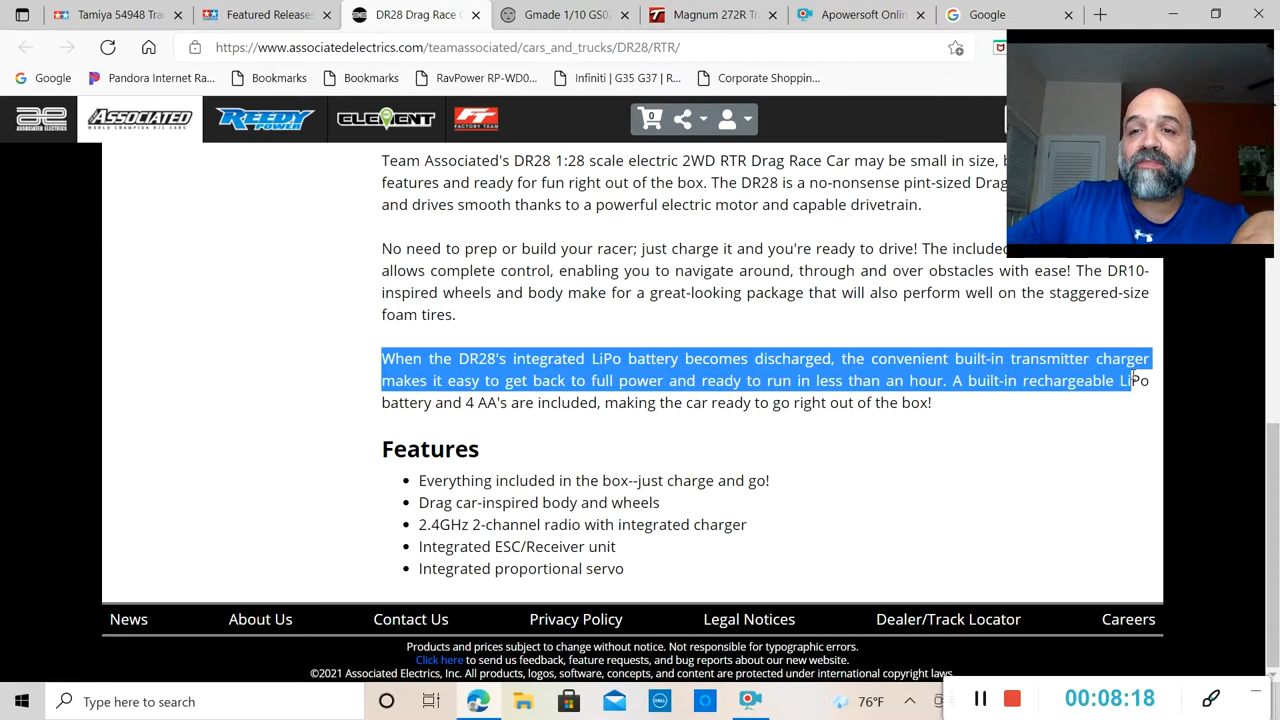 Tamiya 54948 Tra
Featured Releases
DR28 Drag Race C
Gmade 1/10 GS02
Magnum 272R Tr
Apowersoft Onlin
Google
https://www.associatedelectrics.com/teamassociated/cars_and_trucks/DR28/RTR/
Google
Pandora Internet Ra...
Bookmarks
Bookmarks
RavPower RP-WD0...
Infiniti | G35 G37 | R...
Corporate Shoppin...
ASSOCIATED ELECTRICS
ASSOCIATED
WORLD CHAMPION R/C CARS
REEDY POWER
ELEMENT
FT
FACTORY TEAM
0
Team Associated's DR28 1:28 scale electric 2WD RTR Drag Race Car may be small in size,
features and ready for fun right out of the box. The DR28 is a no-nonsense pint-sized Drag
and drives smooth thanks to a powerful electric motor and capable drivetrain.
No need to prep or build your racer; just charge it and you're ready to drive! The included
allows complete control, enabling you to navigate around, through and over obstacles with ease! The DR10-
inspired wheels and body make for a great-looking package that will also perform well on the staggered-size
foam tires.
When the DR28's integrated LiPo battery becomes discharged, the convenient built-in transmitter charger
makes it easy to get back to full power and ready to run in less than an hour. A built-in rechargeable LiPo
battery and 4 AA's are included, making the car ready to go right out of the box!
Features
Everything included in the box--just charge and go!
Drag car-inspired body and wheels
2.4GHz 2-channel radio with integrated charger
Integrated ESC/Receiver unit
Integrated proportional servo
News
About Us
Contact Us
Privacy Policy
Legal Notices
Dealer/Track Locator
Careers
Products and prices subject to change without notice. Not responsible for typographic errors.
Click here to send us feedback, feature requests, and bug reports about our new website.
©2021 Associated Electrics, Inc. All products, logos, software, concepts, and content are protected under international copyright laws
Type here to search
DELL
76°F
00:08:18